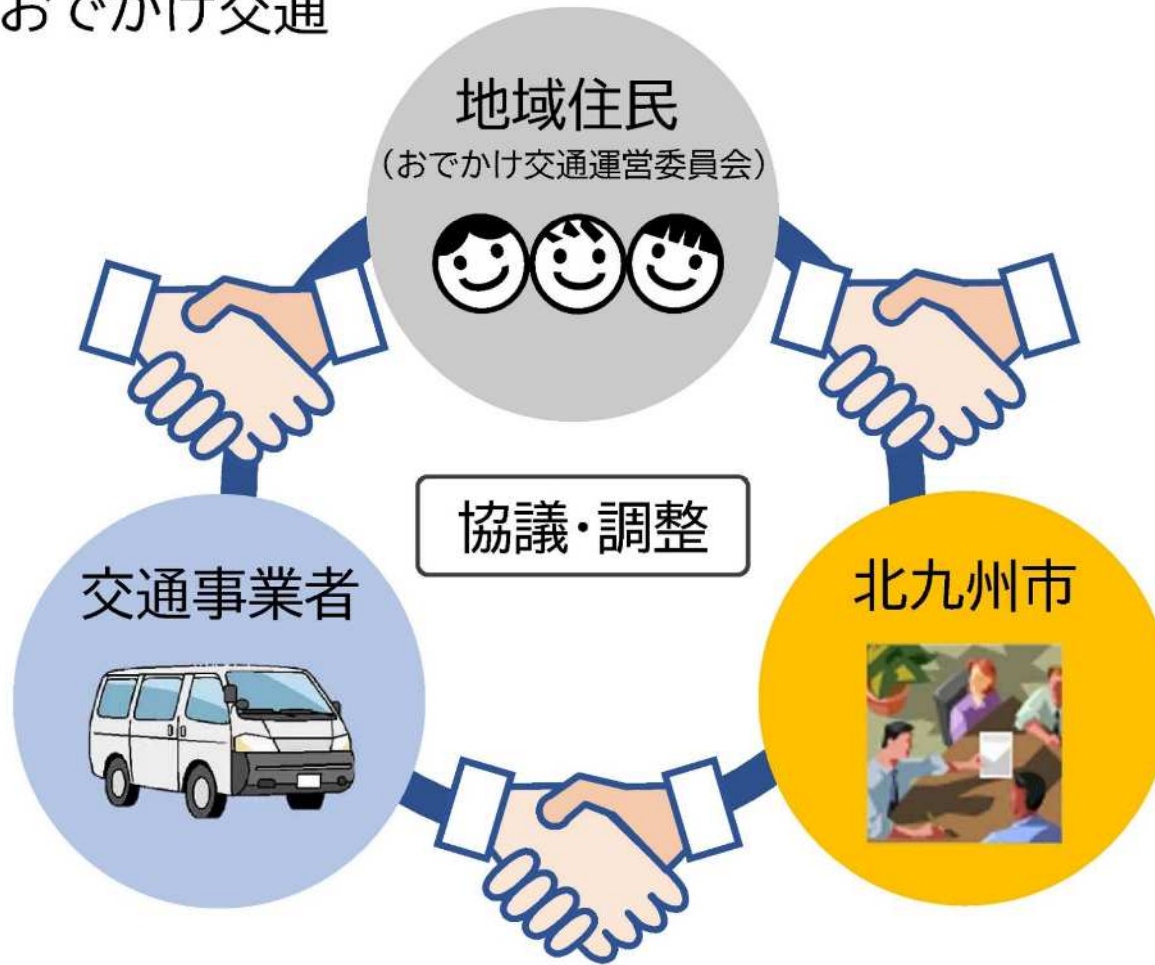 おでかけ交通
地域住民
（おでかけ交通運営委員会）
協議・調整
交通事業者
北九州市